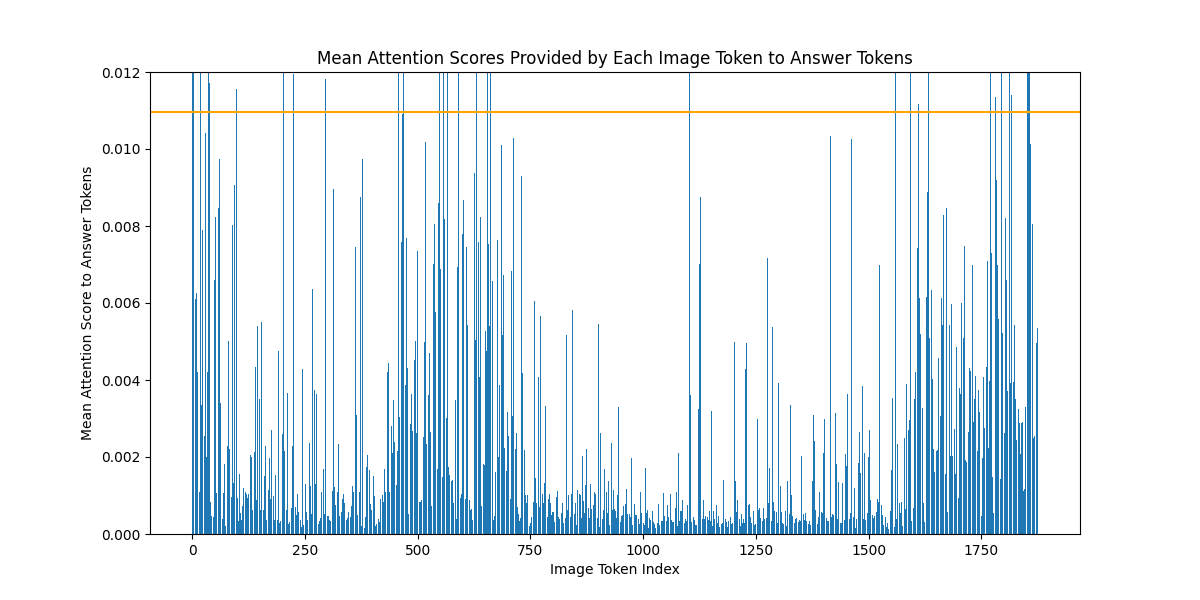 Mean Attention Scores Provided by Each Image Token to Answer Tokens
Mean Attention Score to Answer Tokens
0.012
0.010
0.008
0.006
0.004
0.002
0.000
0 250 500 750 1000 1250 1500 1750
Image Token Index